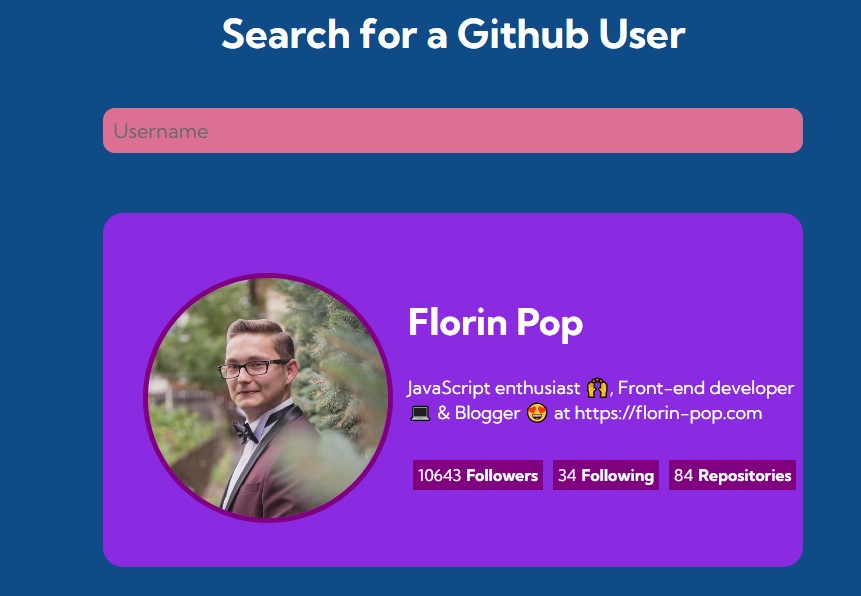 Search for a Github User
Username
Florin Pop
JavaScript enthusiast 🙌, Front-end developer
💻 & Blogger 😍 at https://florin-pop.com
10643 Followers 34 Following 84 Repositories